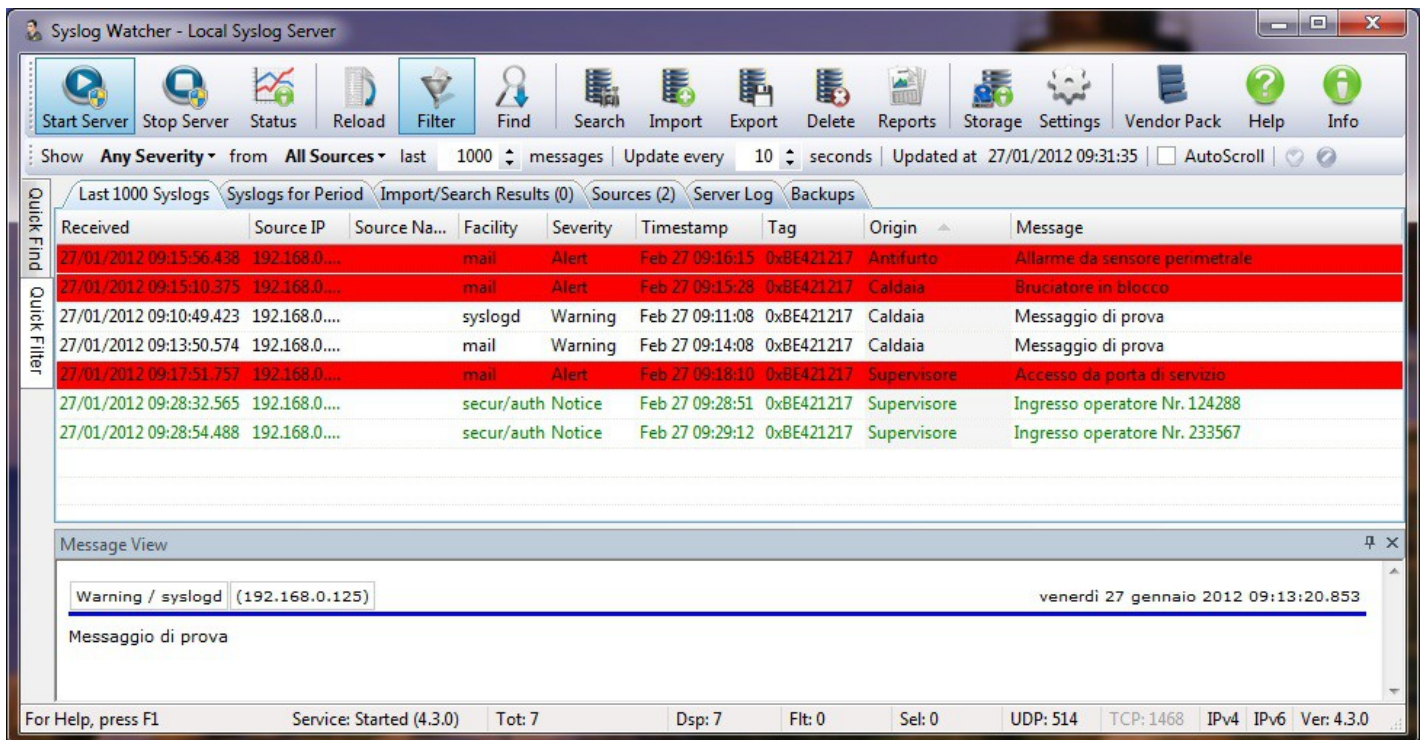 Syslog Watcher - Local Syslog Server
Start Server Stop Server Status Reload Filter Find Search Import Export Delete Reports Storage Settings Vendor Pack Help Info
Show Any Severity from All Sources last 1000 messages Update every 10 seconds Updated at 27/01/2012 09:31:35 AutoScroll
Quick Find
Quick Filter
Last 1000 Syslogs Syslogs for Period Import/Search Results (0) Sources (2) Server Log Backups
Received Source IP Source Na... Facility Severity Timestamp Tag Origin Message
27/01/2012 09:15:56.438 192.168.0.... mail Alert Feb 27 09:16:15 0xBE421217 Antifurto Allarme da sensore perimetrale
27/01/2012 09:15:10.375 192.168.0.... mail Alert Feb 27 09:15:28 0xBE421217 Caldaia Bruciatore in blocco
27/01/2012 09:10:49.423 192.168.0.... syslogd Warning Feb 27 09:11:08 0xBE421217 Caldaia Messaggio di prova
27/01/2012 09:13:50.574 192.168.0.... mail Warning Feb 27 09:14:08 0xBE421217 Caldaia Messaggio di prova
27/01/2012 09:17:51.757 192.168.0.... mail Alert Feb 27 09:18:10 0xBE421217 Supervisore Accesso da porta di servizio
27/01/2012 09:28:32.565 192.168.0.... secur/auth Notice Feb 27 09:28:51 0xBE421217 Supervisore Ingresso operatore Nr. 124288
27/01/2012 09:28:54.488 192.168.0.... secur/auth Notice Feb 27 09:29:12 0xBE421217 Supervisore Ingresso operatore Nr. 233567
Message View
Warning / syslogd (192.168.0.125) venerdì 27 gennaio 2012 09:13:20.853
Messaggio di prova
For Help, press F1 Service: Started (4.3.0) Tot: 7 Dsp: 7 Flt: 0 Sel: 0 UDP: 514 TCP: 1468 IPv4 IPv6 Ver: 4.3.0